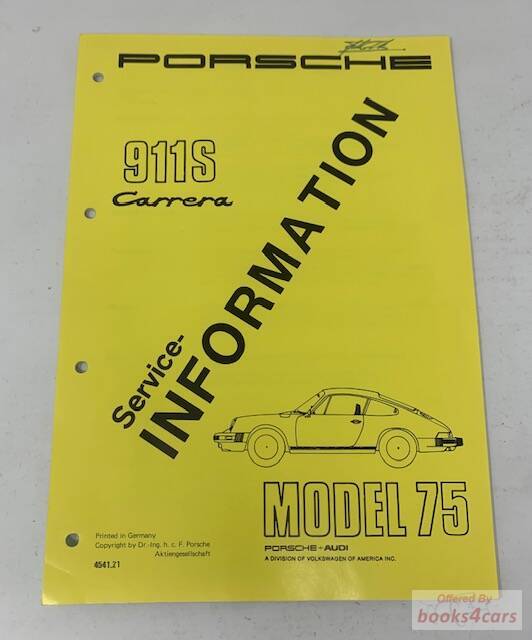 PORSCHE
911S
Carrera
Service-
INFORMATION
MODEL 75
PORSCHE+AUDI
A DIVISION OF VOLKSWAGEN OF AMERICA INC.
Printed in Germany
Copyright by Dr.-Ing. h. c. F. Porsche
Aktiengesellschaft
4541.21
Offered By
books4cars